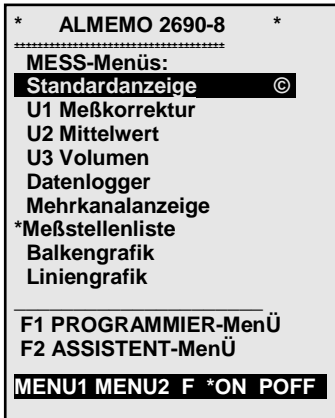 * ALMEMO 2690-8 *
MESS-Menüs:
Standardanzeige ©
U1 Meßkorrektur
U2 Mittelwert
U3 Volumen
Datenlogger
Mehrkanalanzeige
*Meßstellenliste
Balkengrafik
Liniengrafik
F1 PROGRAMMIER-MenÜ
F2 ASSISTENT-MenÜ
MENU1 MENU2 F *ON POFF